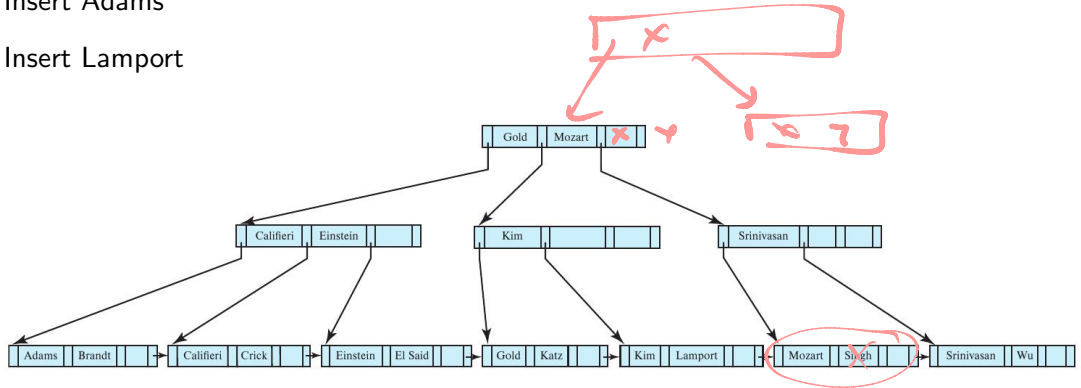 Insert Adams
Insert Lamport
x
Gold Mozart x
Califieri Einstein
Kim
Srinivasan
Adams Brandt
Califieri Crick
Einstein El Said
Gold Katz
Kim Lamport
Mozart Singh
Srinivasan Wu